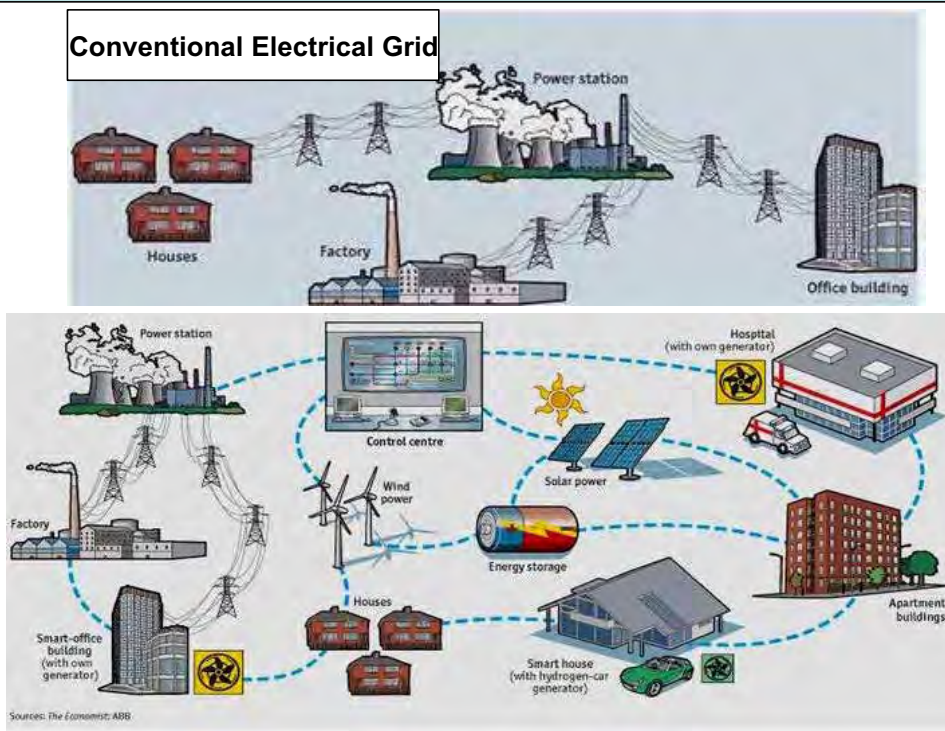 Conventional Electrical Grid
Power station
Houses
Factory
Office building
Power station
Control centre
Hospital
(with own
generator)
Solar power
Wind
power
Factory
Energy storage
Apartment
buildings
Houses
Smart-office
building
(with own
generator)
Smart house
(with hydrogen-car
generator)
Sources: The Economist; ABB